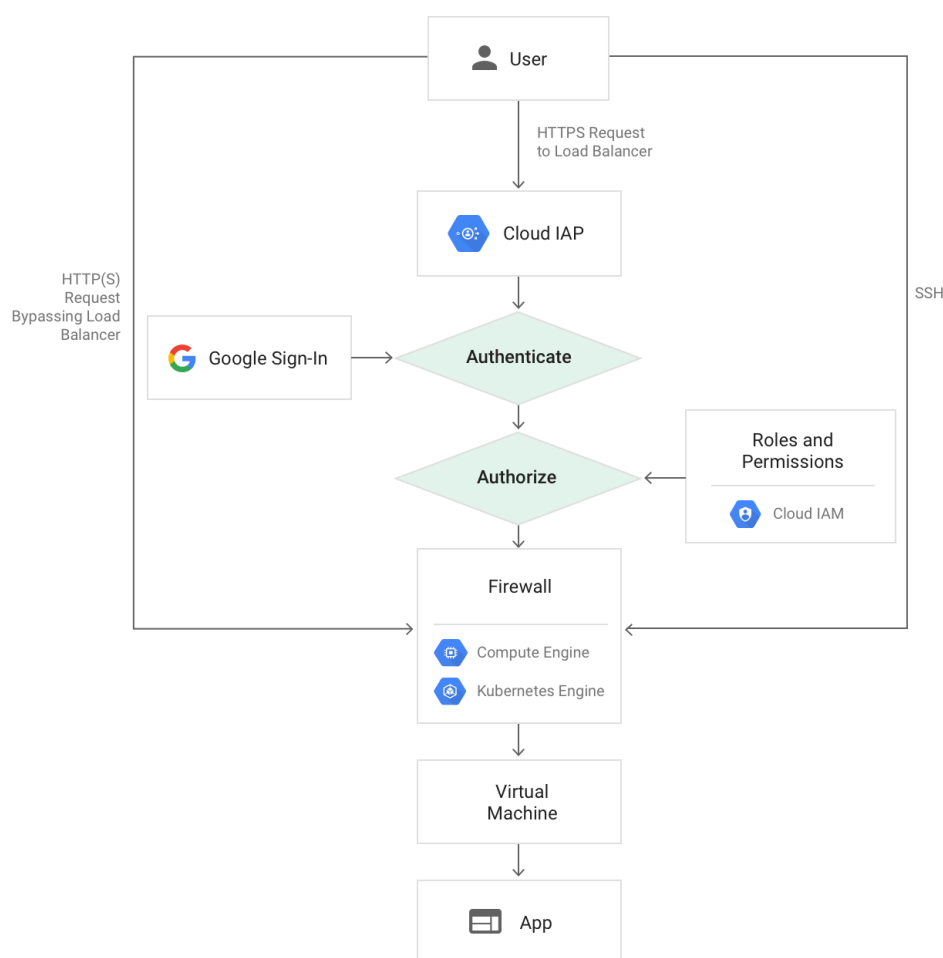 User
HTTPS Request
to Load Balancer
Cloud IAP
HTTP(S)
Request
Bypassing Load
Balancer
SSH
Google Sign-In
Authenticate
Authorize
Roles and
Permissions
Cloud IAM
Firewall
Compute Engine
Kubernetes Engine
Virtual
Machine
App